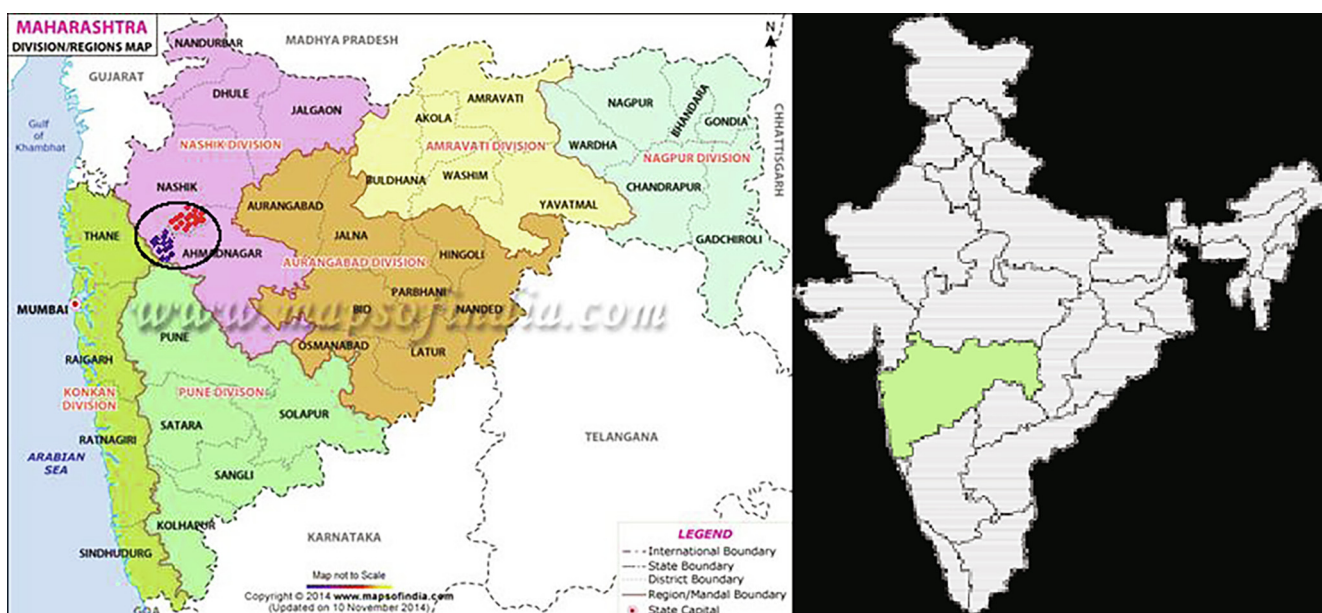 MAHARASHTRA
DIVISION/REGIONS MAP
MADHYA PRADESH
N
GUJARAT
NANDURBAR
DHULE
JALGAON
Gulf
of
Khambhat
NASHIK DIVISION
NASHIK
AMRAVATI
AKOLA
AMRAVATI DIVISION
BULDHANA
WASHIM
YAVATMAL
NAGPUR
BHANDARA
GONDIA
WARDHA
NAGPUR DIVISION
CHANDRAPUR
GADCHIROLI
CHHATTISGARH
THANE
AHMADNAGAR
AURANGABAD
JALNA
HINGOLI
AURANGABAD DIVISION
PARBHANI
BID
NANDED
www.mapsofindia.com
MUMBAI
OSMANABAD
LATUR
PUNE
RAIGARH
KONKAN
DIVISION
PUNE DIVISON
SOLAPUR
SATARA
RATNAGIRI
ARABIAN
SEA
SANGLI
KOLHAPUR
SINDHUDURG
TELANGANA
KARNATAKA
GOA
Map not to Scale
Copyright © 2014 www.mapsofindia.com
(Updated on 10 November 2014)
LEGEND
International Boundary
State Boundary
District Boundary
Region/Mandal Boundary
State Capital